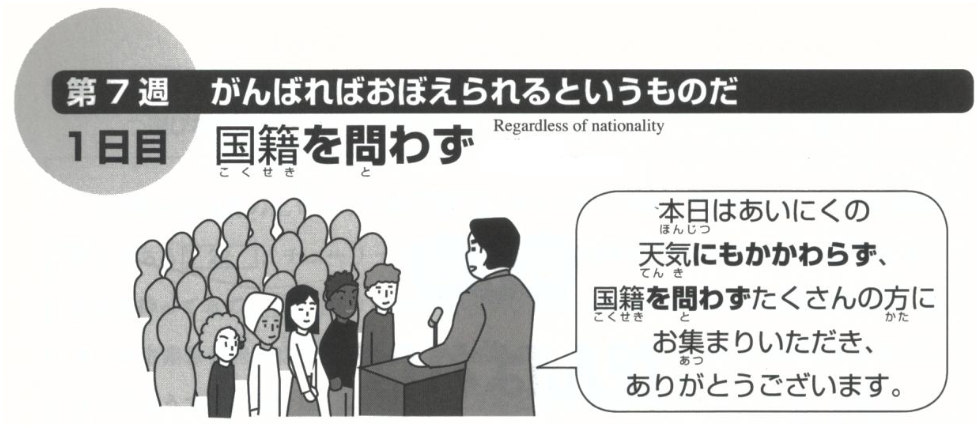 第7週 がんばればおぼえられるというものだ
1日目 国籍を問わず Regardless of nationality
こくせき と
本日はあいにくの
ほんじつ
天気にもかかわらず、
てんき
国籍を問わずたくさんの方に
こくせき と かた
お集まりいただき、
あつ
ありがとうございます。